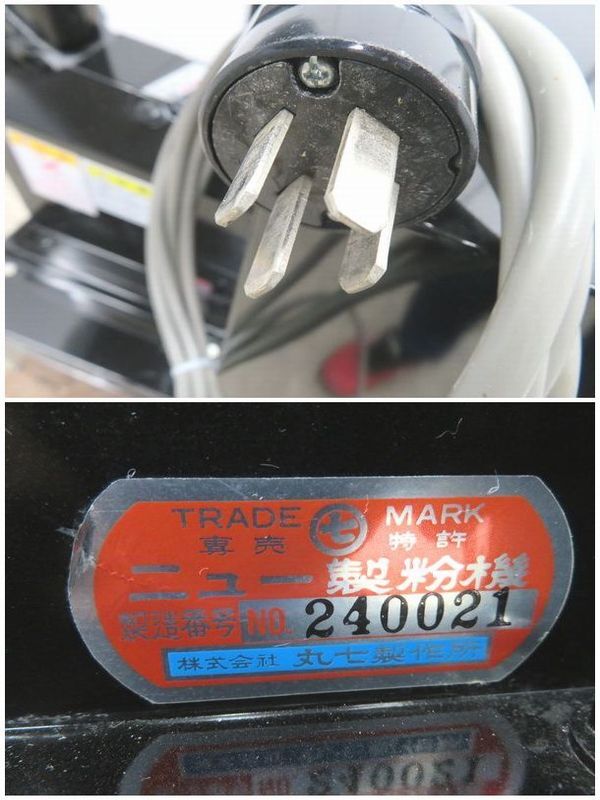 TRADE 七 MARK
専売 特許
ニュー製粉機
製造番号 NO. 240021
株式会社 丸七製作所